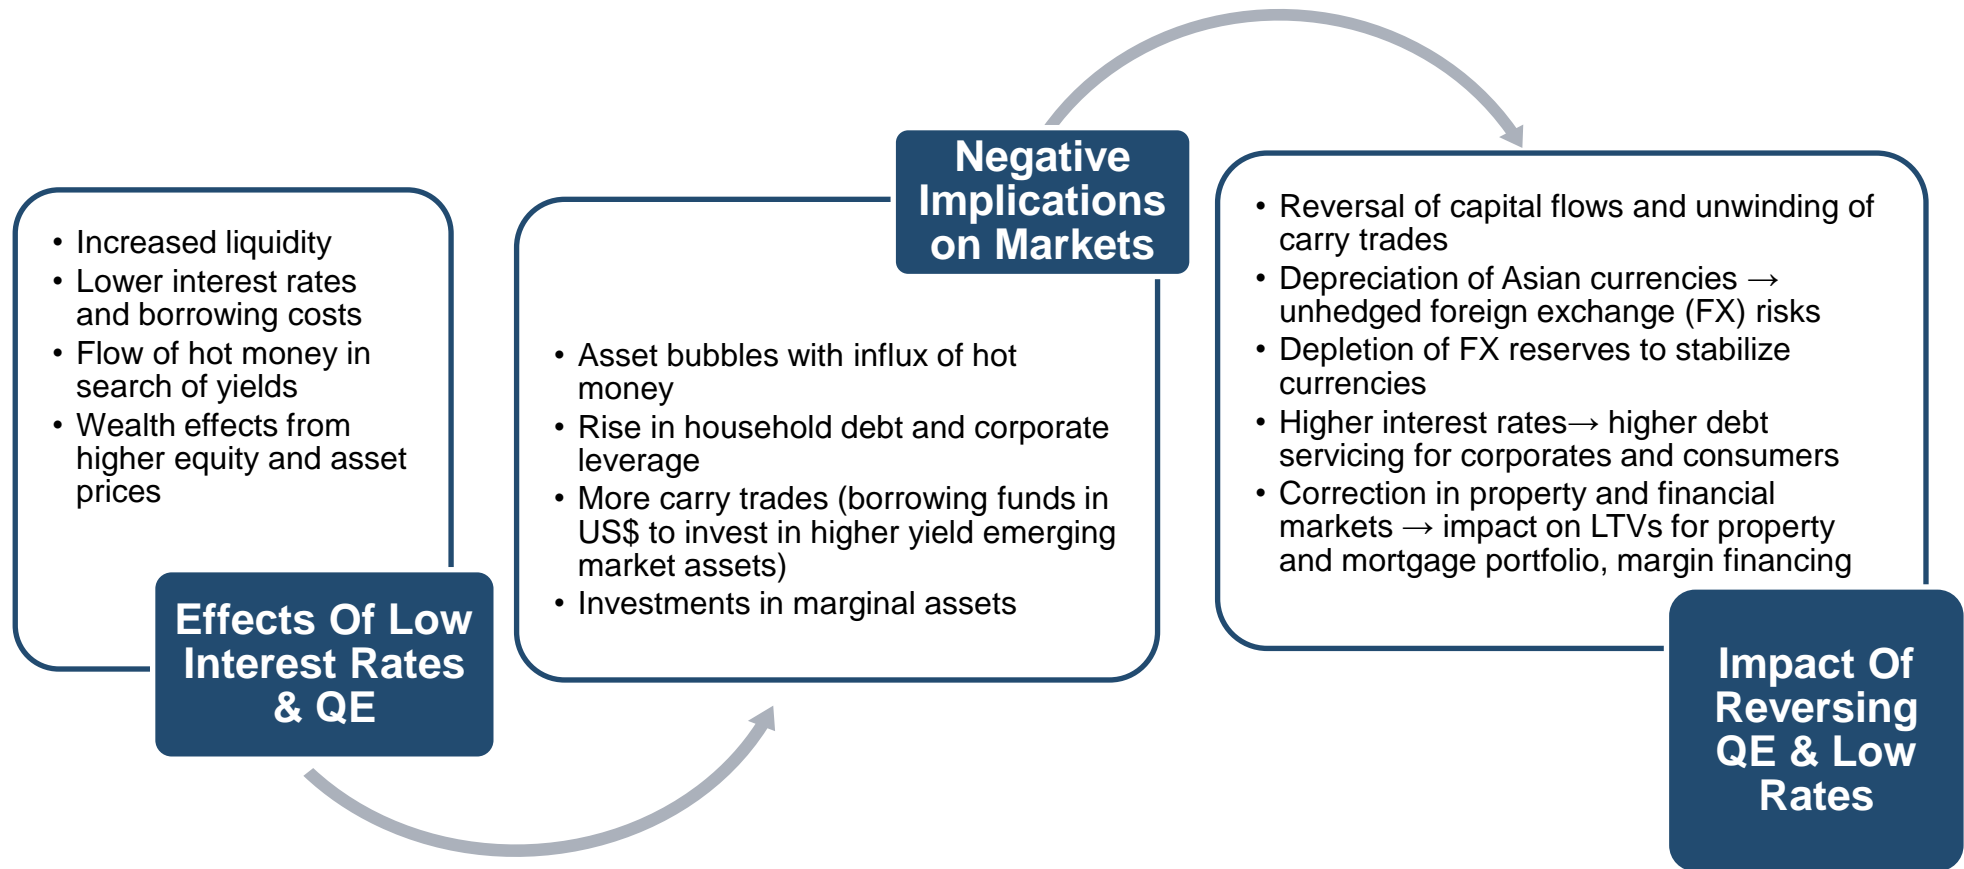 • Increased liquidity
• Lower interest rates
and borrowing costs
• Flow of hot money in
search of yields
• Wealth effects from
higher equity and asset
prices
Effects Of Low
Interest Rates
& QE
Negative
Implications
on Markets
• Asset bubbles with influx of hot
money
• Rise in household debt and corporate
leverage
• More carry trades (borrowing funds in
US$ to invest in higher yield emerging
market assets)
• Investments in marginal assets
• Reversal of capital flows and unwinding of
carry trades
• Depreciation of Asian currencies →
unhedged foreign exchange (FX) risks
• Depletion of FX reserves to stabilize
currencies
• Higher interest rates→ higher debt
servicing for corporates and consumers
• Correction in property and financial
markets → impact on LTVs for property
and mortgage portfolio, margin financing
Impact Of
Reversing
QE & Low
Rates